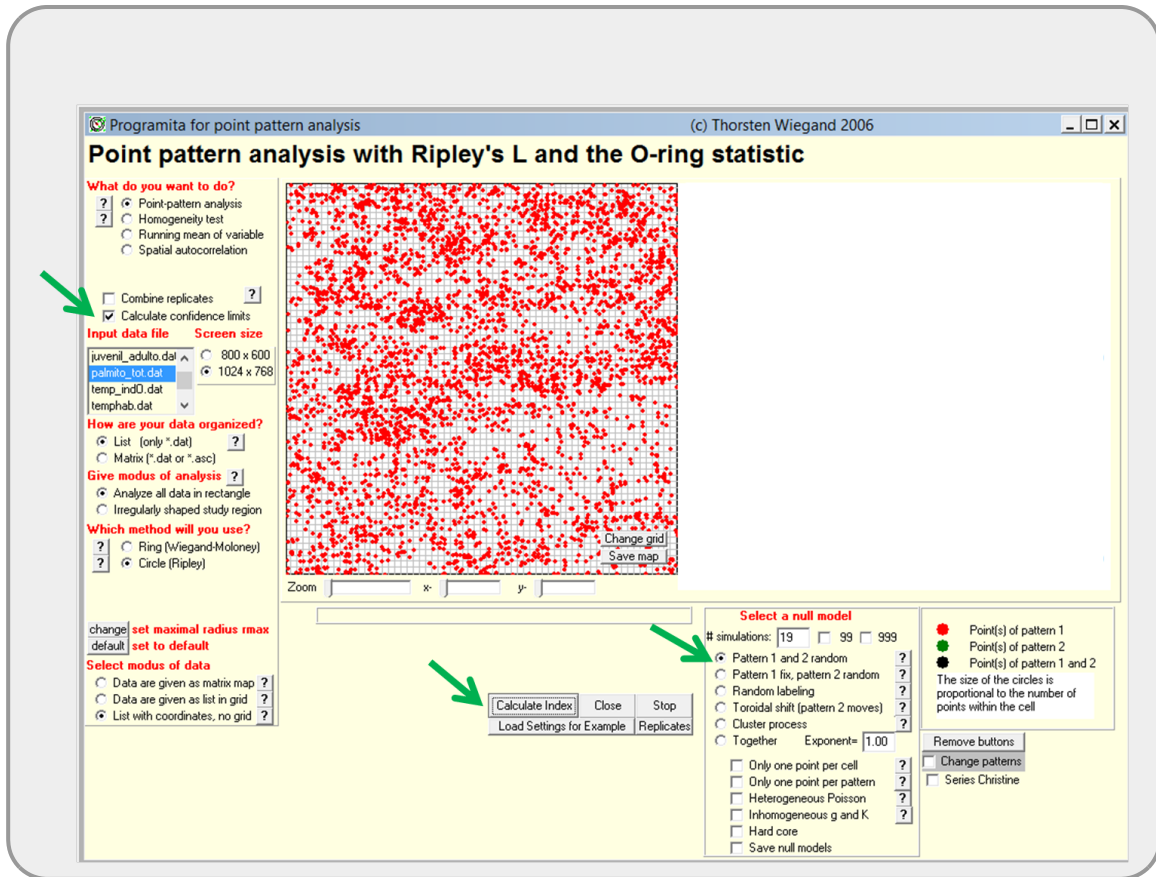 Programita for point pattern analysis (c) Thorsten Wiegand 2006
Point pattern analysis with Ripley's L and the O-ring statistic
What do you want to do?
? Point-pattern analysis
? Homogeneity test
Running mean of variable
Spatial autocorrelation
Combine replicates ?
Calculate confidence limits
Input data file Screen size
juvenil_adulto.dat 800 x 600
palmito_tot.dat 1024 x 768
temp_ind0.dat
temphab.dat
How are your data organized?
List (only *.dat) ?
Matrix (*.dat or *.asc)
Give modus of analysis ?
Analyze all data in rectangle
Irregularly shaped study region
Which method will you use?
? Ring (Wiegand-Moloney)
? Circle (Ripley)
change set maximal radius rmax
default set to default
Select modus of data
Data are given as matrix map ?
Data are given as list in grid ?
List with coordinates, no grid ?
Change grid
Save map
Zoom x- y-
Calculate Index Close Stop
Load Settings for Example Replicates
Select a null model
# simulations: 19 99 999
Pattern 1 and 2 random ?
Pattern 1 fix, pattern 2 random ?
Random labeling ?
Toroidal shift (pattern 2 moves) ?
Cluster process ?
Together Exponent= 1.00
Only one point per cell ?
Only one point per pattern ?
Heterogeneous Poisson ?
Inhomogeneous g and K ?
Hard core
Save null models
Point(s) of pattern 1
Point(s) of pattern 2
Point(s) of pattern 1 and 2
The size of the circles is
proportional to the number of
points within the cell
Remove buttons
Change patterns
Series Christine